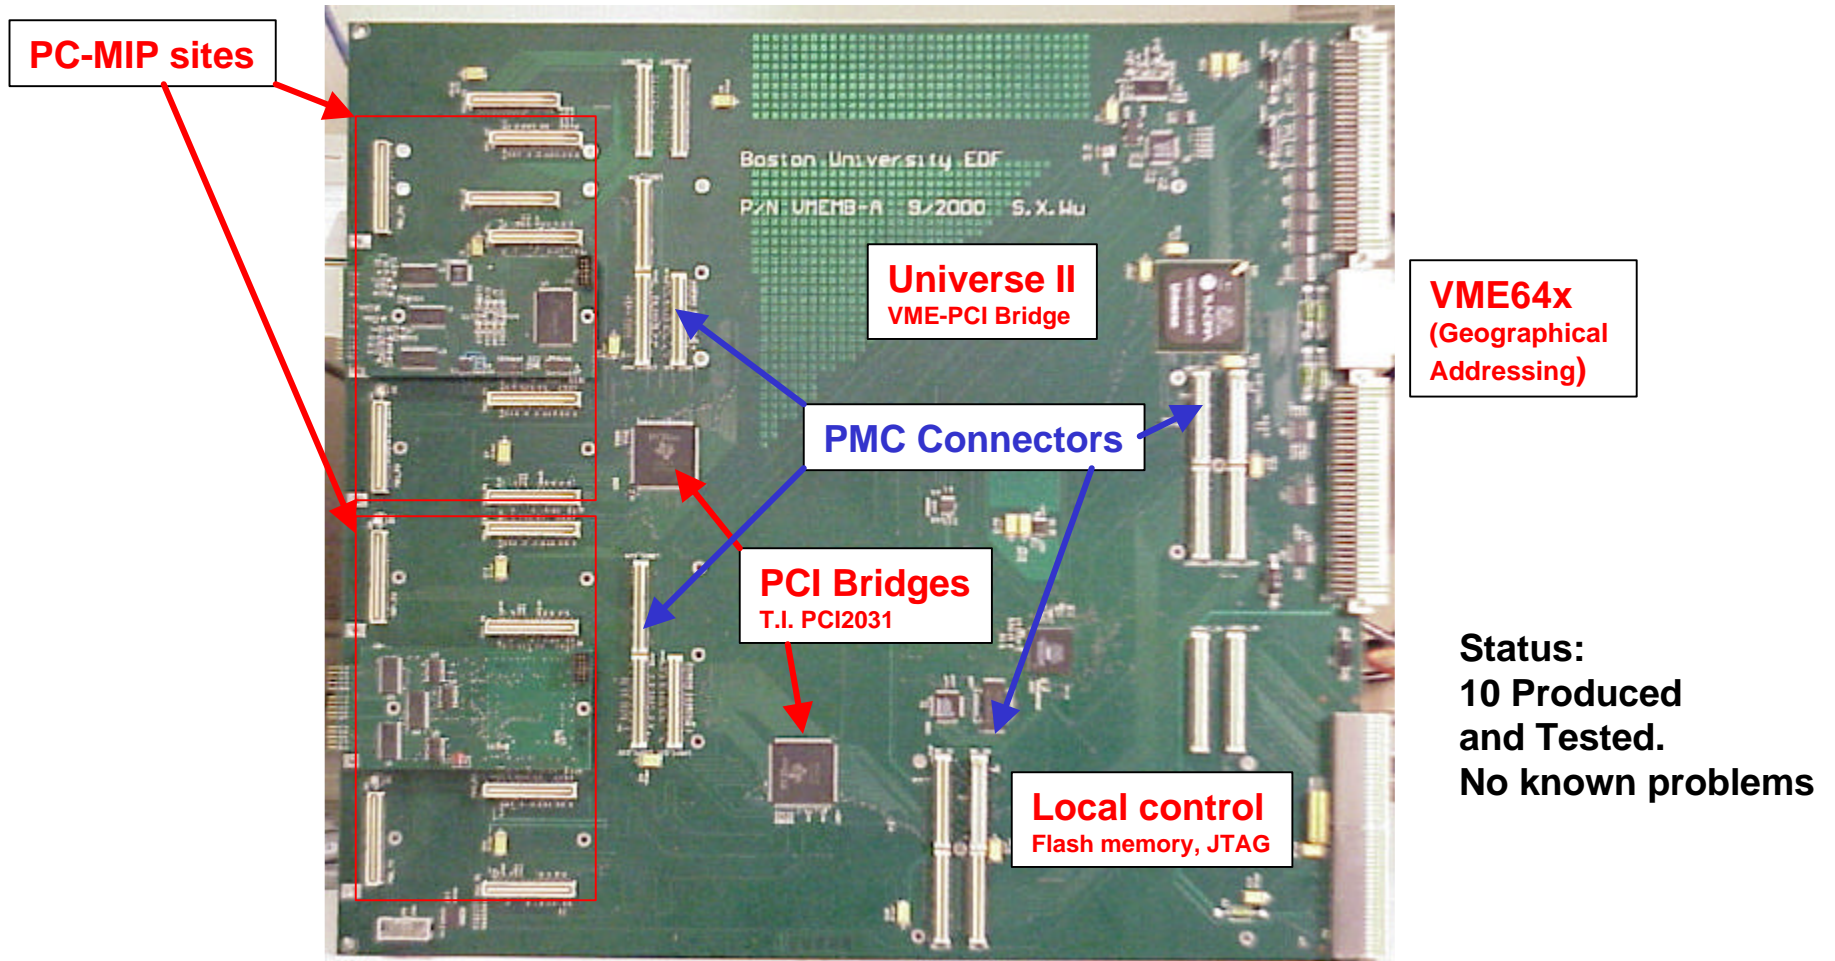 PC-MIP sites
Boston University EDF
P/N VMEMB-A 9/2000 S.X.Wu
Universe II
VME-PCI Bridge
VME64x
(Geographical
Addressing)
PMC Connectors
PCI Bridges
T.I. PCI2031
Status:
10 Produced
and Tested.
No known problems
Local control
Flash memory, JTAG